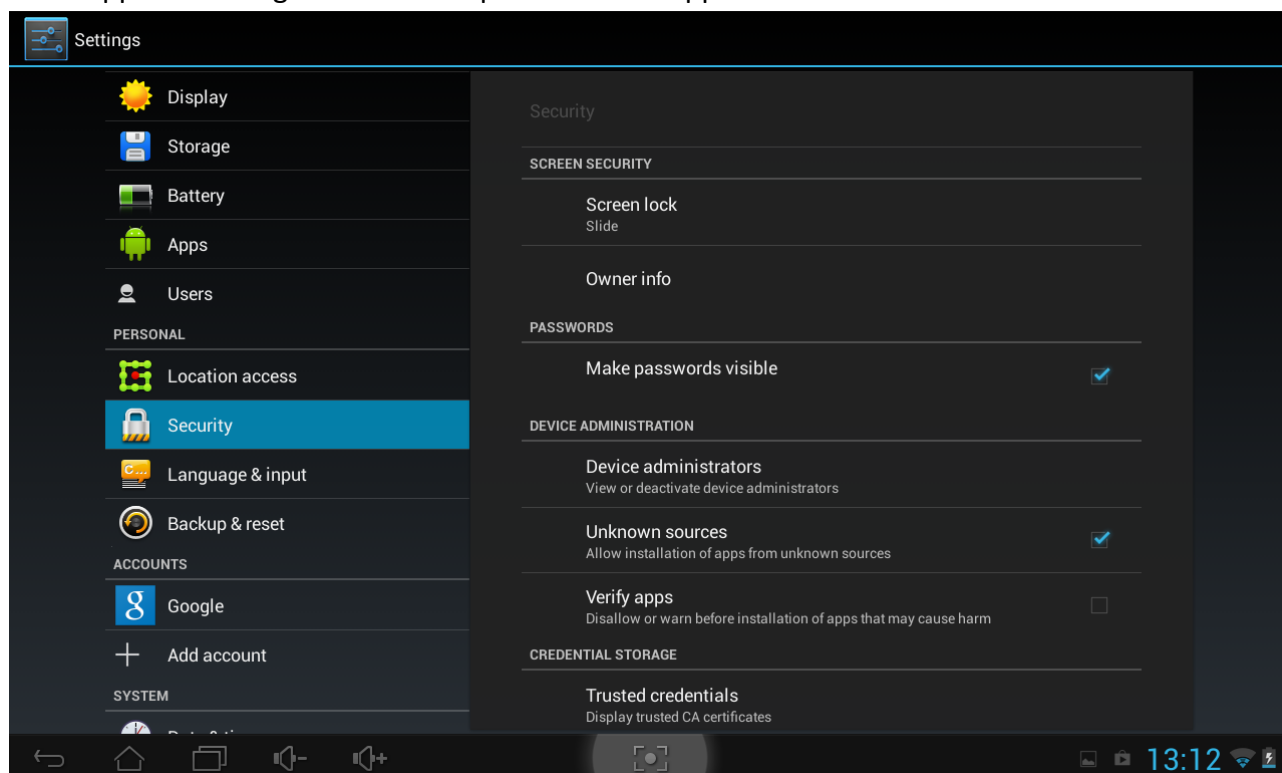 Settings
Display
Storage
Battery
Apps
Users
PERSONAL
Location access
Security
Language & input
Backup & reset
ACCOUNTS
Google
Add account
SYSTEM
Security
SCREEN SECURITY
Screen lock
Slide
Owner info
PASSWORDS
Make passwords visible
DEVICE ADMINISTRATION
Device administrators
View or deactivate device administrators
Unknown sources
Allow installation of apps from unknown sources
Verify apps
Disallow or warn before installation of apps that may cause harm
CREDENTIAL STORAGE
Trusted credentials
Display trusted CA certificates
13:12